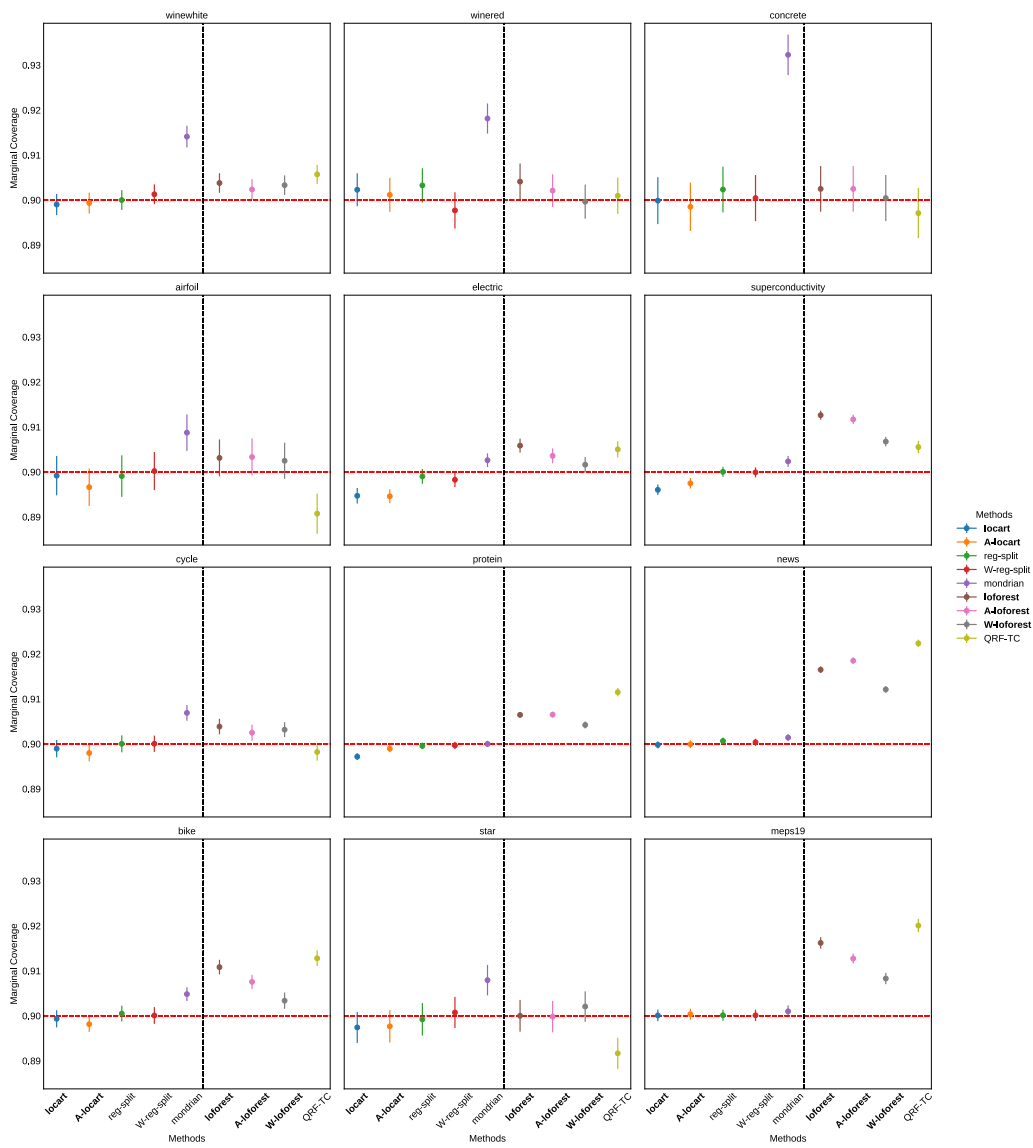 winewhite
winered
concrete
Marginal Coverage
0.93
0.92
0.91
0.90
0.89
airfoil
electric
superconductivity
Marginal Coverage
0.93
0.92
0.91
0.90
0.89
cycle
protein
news
Marginal Coverage
0.93
0.92
0.91
0.90
0.89
bike
star
meps19
Marginal Coverage
0.93
0.92
0.91
0.90
0.89
locart
A-locart
reg-split
W-reg-split
mondrian
loforest
A-loforest
W-loforest
QRF-TC
Methods
locart
A-locart
reg-split
W-reg-split
mondrian
loforest
A-loforest
W-loforest
QRF-TC
Methods
locart
A-locart
reg-split
W-reg-split
mondrian
loforest
A-loforest
W-loforest
QRF-TC
Methods
Methods
locart
A-locart
reg-split
W-reg-split
mondrian
loforest
A-loforest
W-loforest
QRF-TC